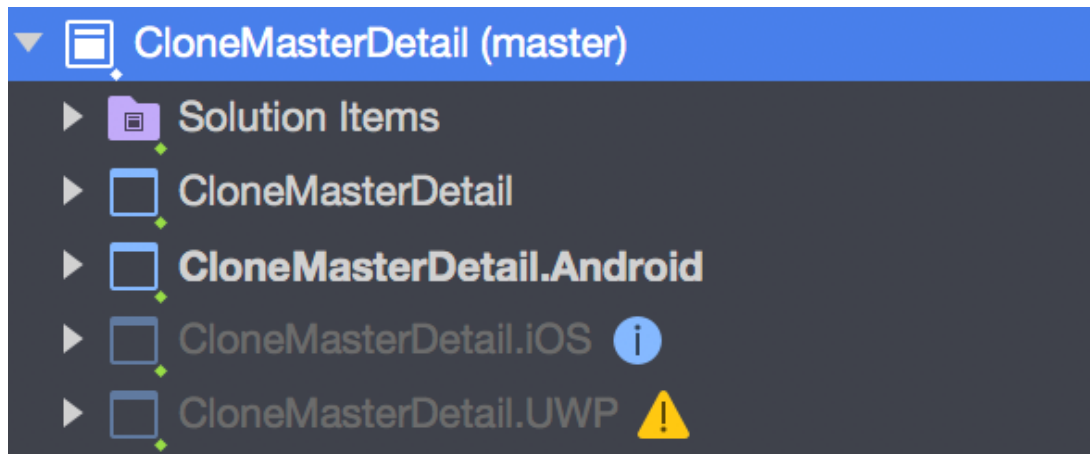 CloneMasterDetail (master)
Solution Items
CloneMasterDetail
CloneMasterDetail.Android
CloneMasterDetail.iOS
CloneMasterDetail.UWP